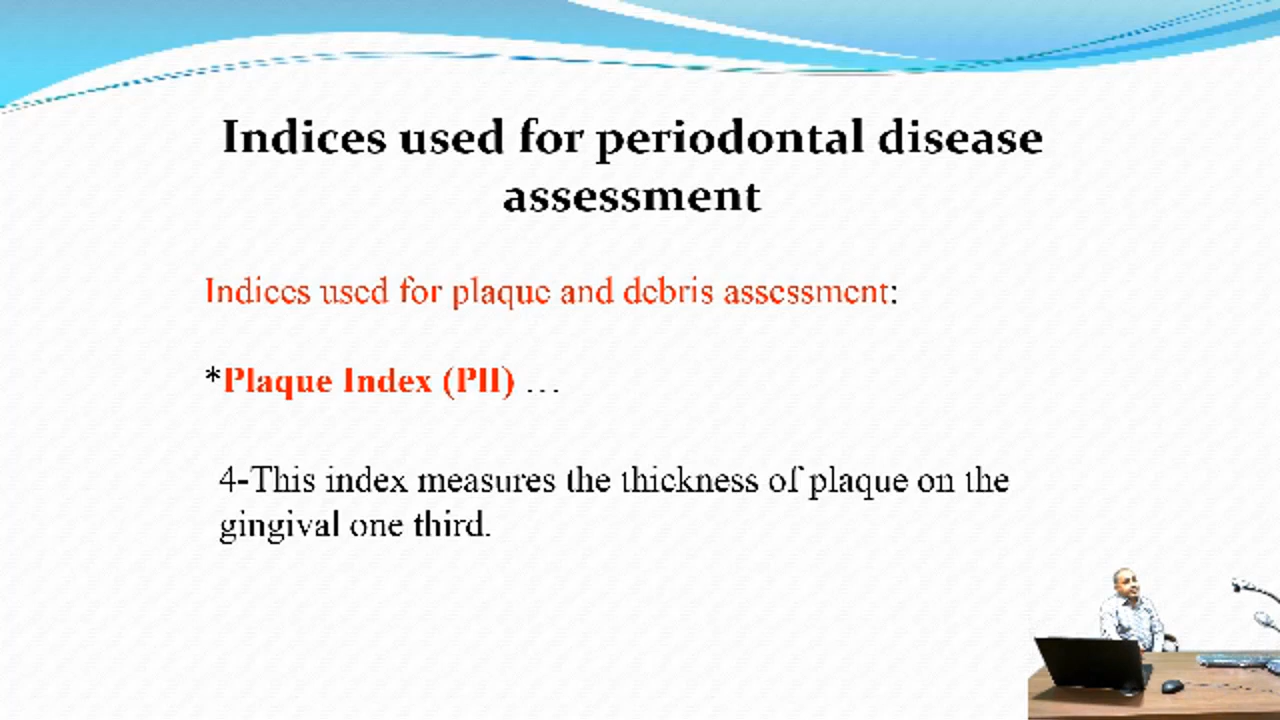 Indices used for periodontal disease
assessment
Indices used for plaque and debris assessment:
*Plaque Index (PlI) …
4-This index measures the thickness of plaque on the
gingival one third.